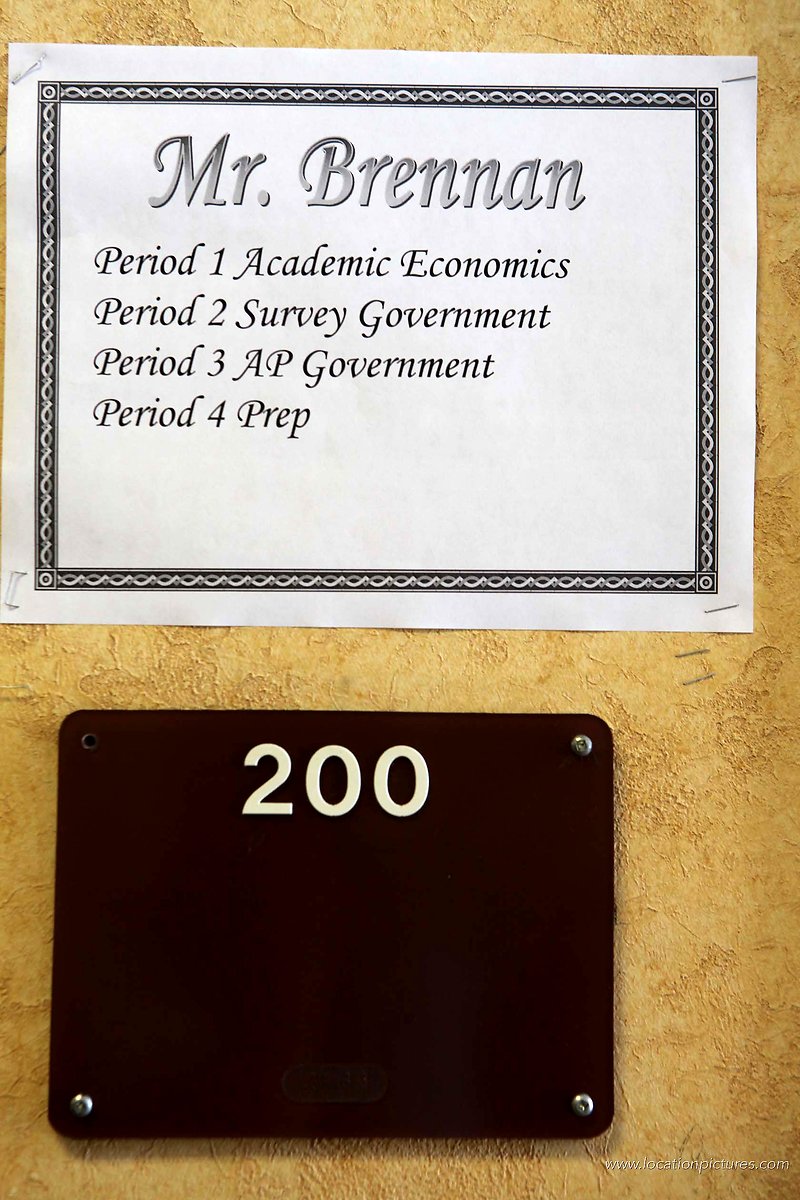 Mr. Brennan
Period 1 Academic Economics
Period 2 Survey Government
Period 3 AP Government
Period 4 Prep
200
www.locationpictures.com